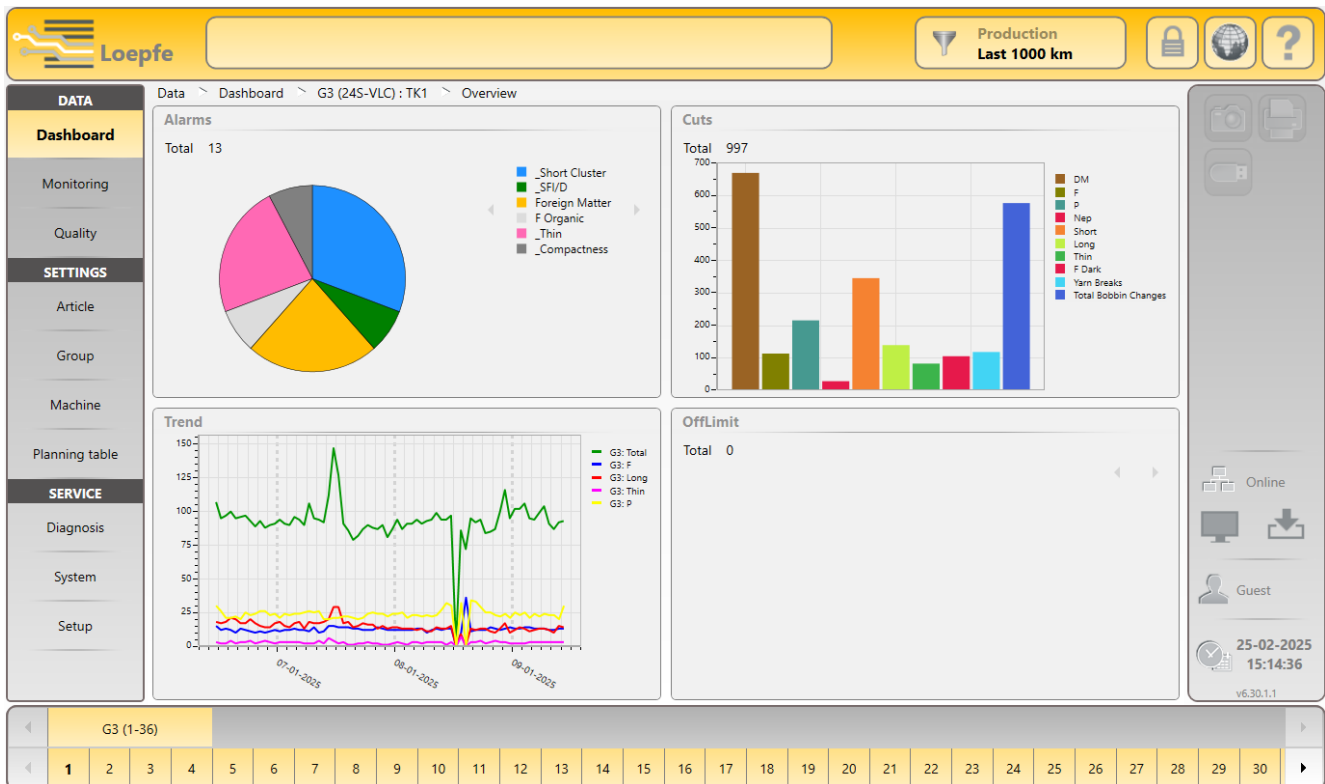 Loepfe
Production
Last 1000 km
?
DATA
Dashboard
Monitoring
Quality
SETTINGS
Article
Group
Machine
Planning table
SERVICE
Diagnosis
System
Setup
Data Dashboard G3 (24S-VLC) : TK1 Overview
Alarms
Total 13
_Short Cluster
_SFI/D
Foreign Matter
F Organic
_Thin
_Compactness
Cuts
Total 997
700
600
500
400
300
200
100
0
DM
F
P
Nep
Short
Long
Thin
F Dark
Yarn Breaks
Total Bobbin Changes
Trend
150
125
100
75
50
25
0
07-01-2025
08-01-2025
09-01-2025
G3: Total
G3: F
G3: Long
G3: Thin
G3: P
OffLimit
Total 0
Online
Guest
25-02-2025
15:14:36
v6.30.1.1
G3 (1-36)
1 2 3 4 5 6 7 8 9 10 11 12 13 14 15 16 17 18 19 20 21 22 23 24 25 26 27 28 29 30